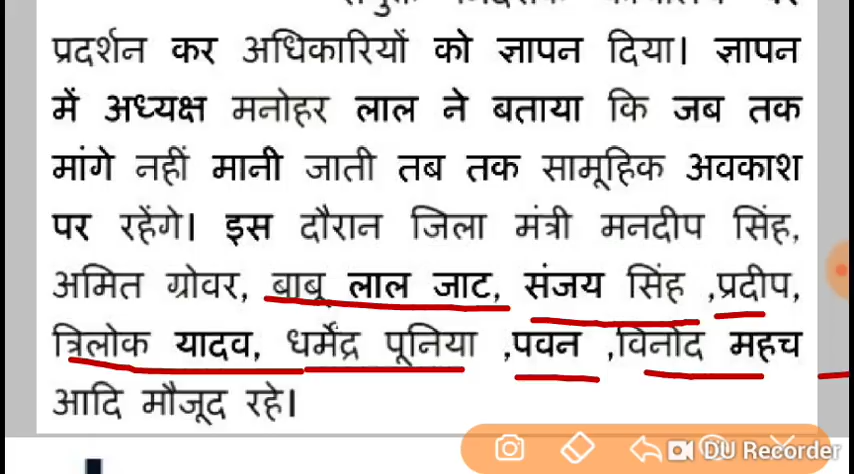 प्रदर्शन कर अधिकारियों को ज्ञापन दिया। ज्ञापन
में अध्यक्ष मनोहर लाल ने बताया कि जब तक
मांगे नहीं मानी जाती तब तक सामूहिक अवकाश
पर रहेंगे। इस दौरान जिला मंत्री मनदीप सिंह,
अमित ग्रोवर, बाबू लाल जाट, संजय सिंह ,प्रदीप,
त्रिलोक यादव, धर्मेंद्र पूनिया ,पवन ,विनोद महच
आदि मौजूद रहे।
DU Recorder